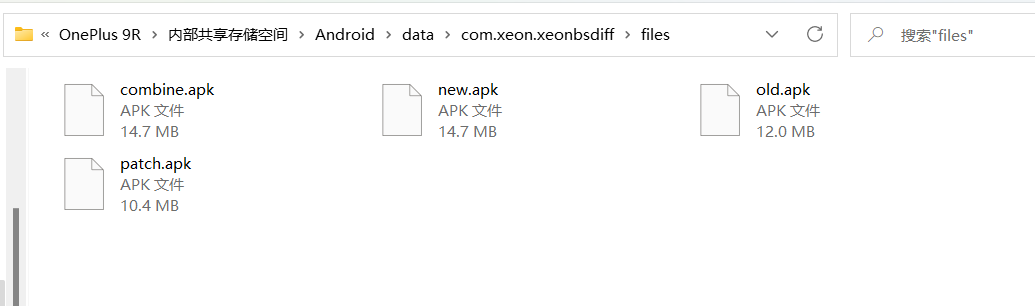 « OnePlus 9R > 内部共享存储空间 > Android > data > com.xeon.xeonbsdiff > files
搜索"files"
combine.apk
APK 文件
14.7 MB
new.apk
APK 文件
14.7 MB
old.apk
APK 文件
12.0 MB
patch.apk
APK 文件
10.4 MB